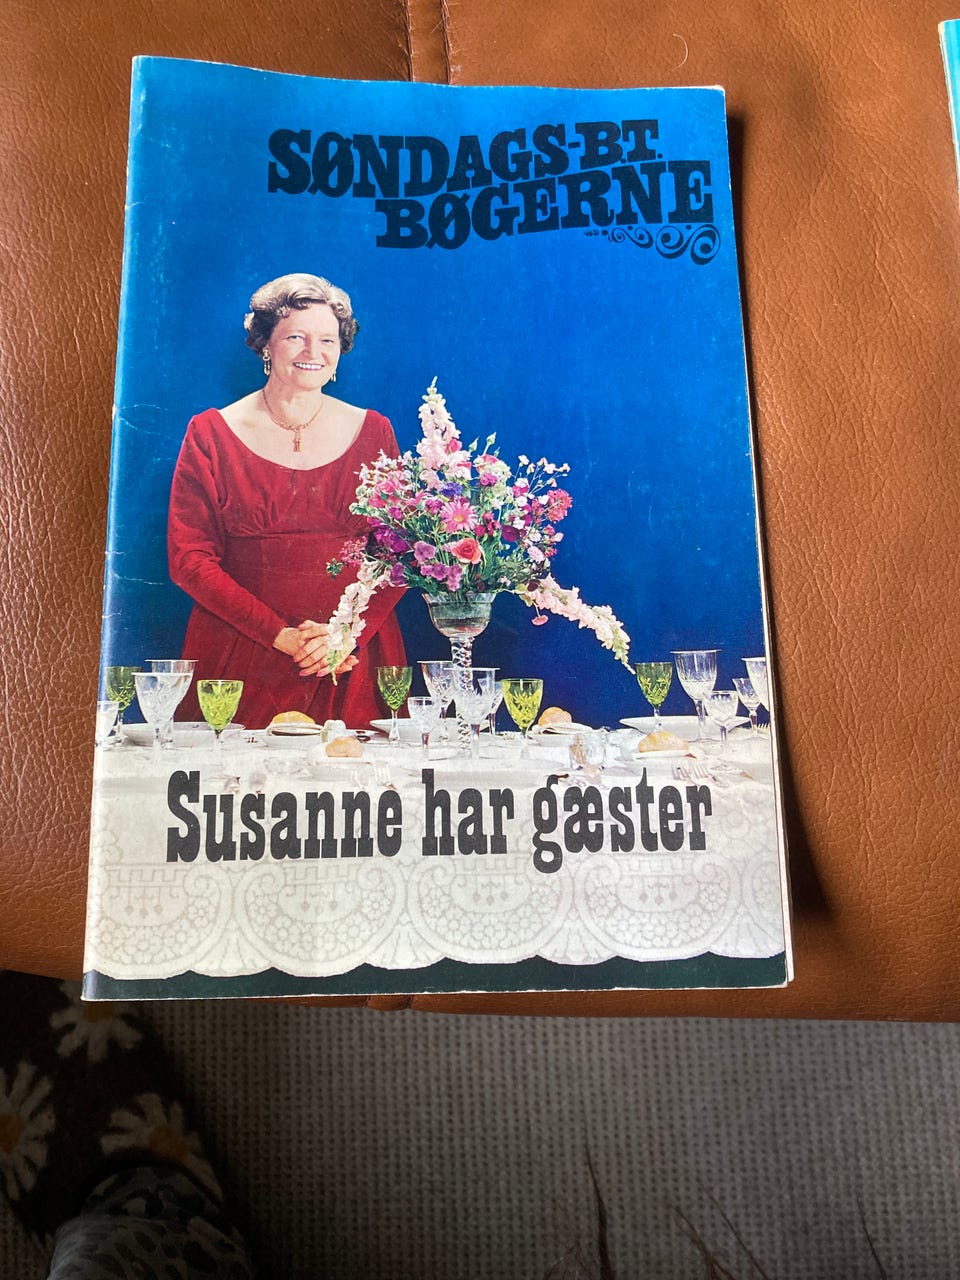 SØNDAGS-B.T.
BØGERNE
Susanne har gæster